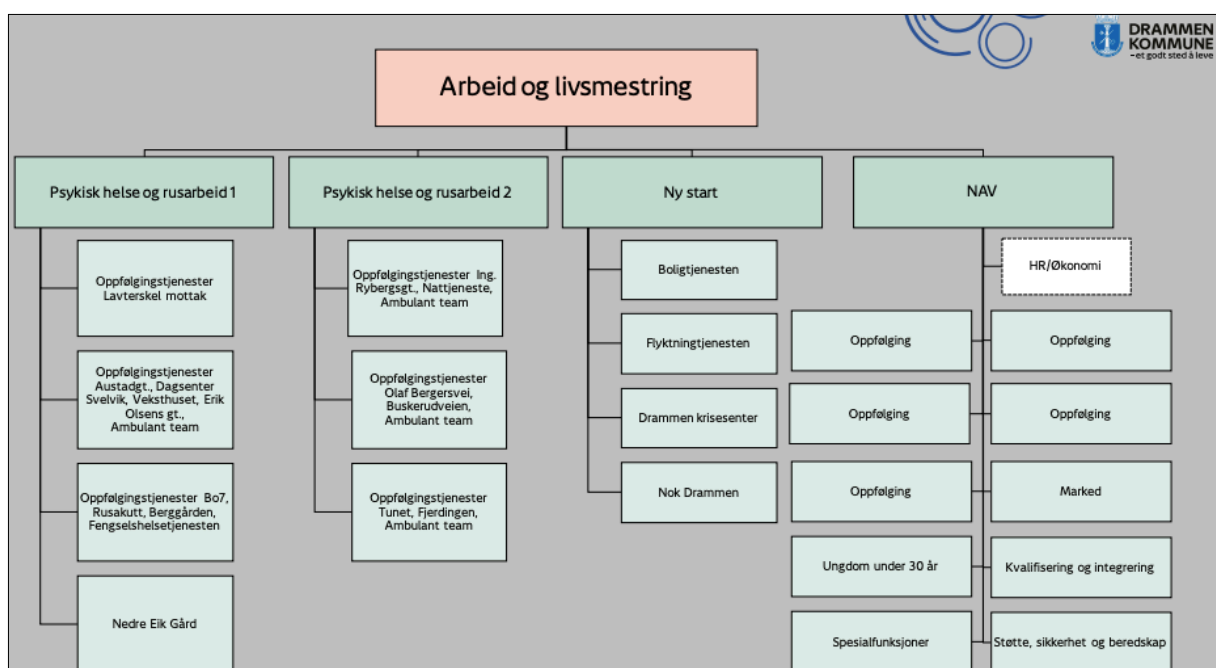 DRAMMEN
KOMMUNE
-et godt sted å leve
Arbeid og livsmestring
Psykisk helse og rusarbeid 1
Oppfølgingstjenester
Lavterskel mottak
Oppfølgingstjenester
Austadgt., Dagsenter
Svelvik, Veksthuset, Erik
Olsens gt.,
Ambulant team
Oppfølgingstjenester Bo7,
Rusakutt, Berggården,
Fengselshelsetjenesten
Nedre Eik Gård
Psykisk helse og rusarbeid 2
Oppfølgingstjenester Ing.
Rybergsgt., Nattjeneste,
Ambulant team
Oppfølgingstjenester
Olaf Bergersvei,
Buskerudveien,
Ambulant team
Oppfølgingstjenester
Tunet, Fjerdingen,
Ambulant team
Ny start
Boligtjenesten
Flyktningtjenesten
Drammen krisesenter
Nok Drammen
NAV
HR/Økonomi
Oppfølging
Oppfølging
Oppfølging
Oppfølging
Oppfølging
Marked
Ungdom under 30 år
Kvalifisering og integrering
Spesialfunksjoner
Støtte, sikkerhet og beredskap